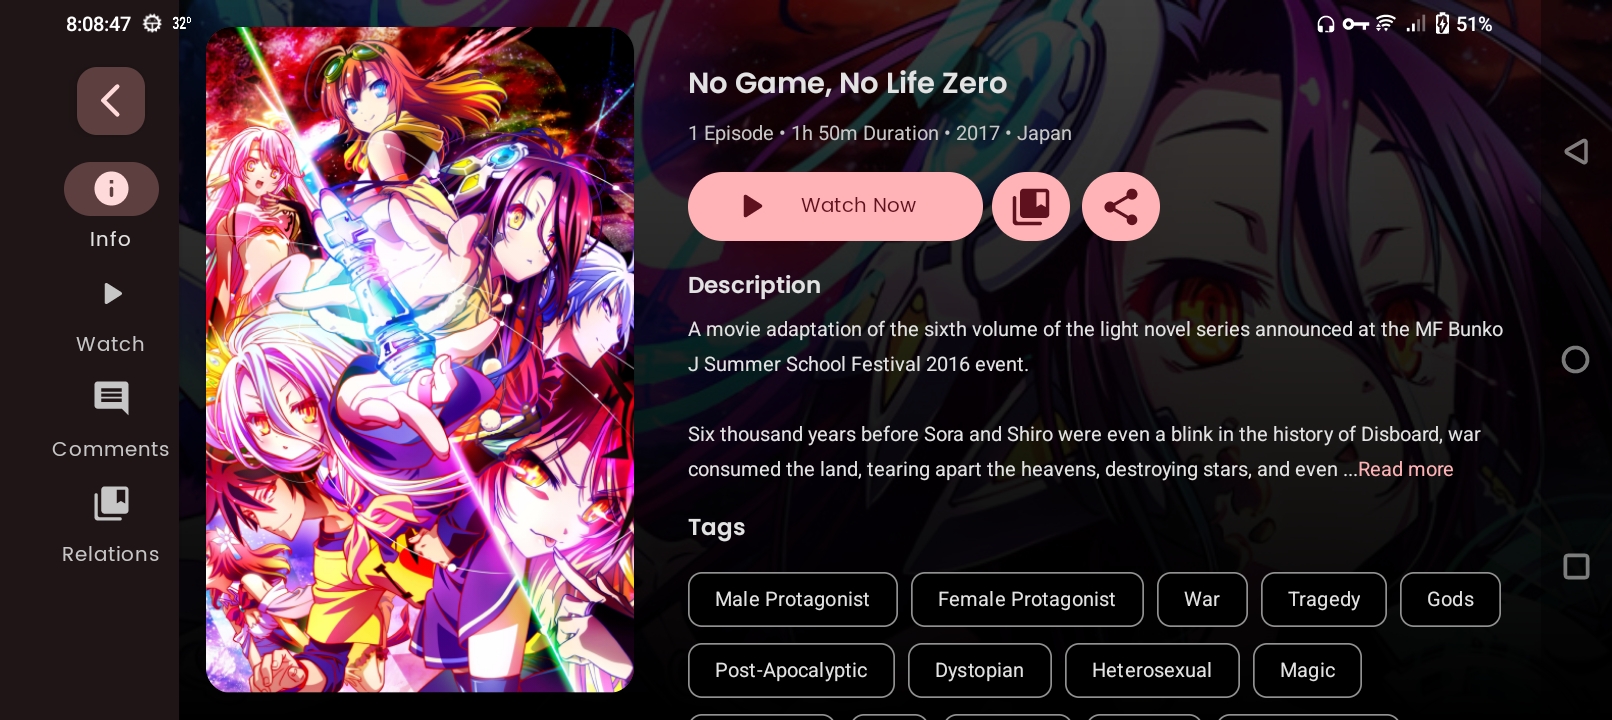 8:08:47 32° 51%
Info
Watch
Comments
Relations
No Game, No Life Zero
1 Episode • 1h 50m Duration • 2017 • Japan
Watch Now
Description
A movie adaptation of the sixth volume of the light novel series announced at the MF Bunko
J Summer School Festival 2016 event.
Six thousand years before Sora and Shiro were even a blink in the history of Disboard, war
consumed the land, tearing apart the heavens, destroying stars, and even ...Read more
Tags
Male Protagonist Female Protagonist War Tragedy Gods
Post-Apocalyptic Dystopian Heterosexual Magic